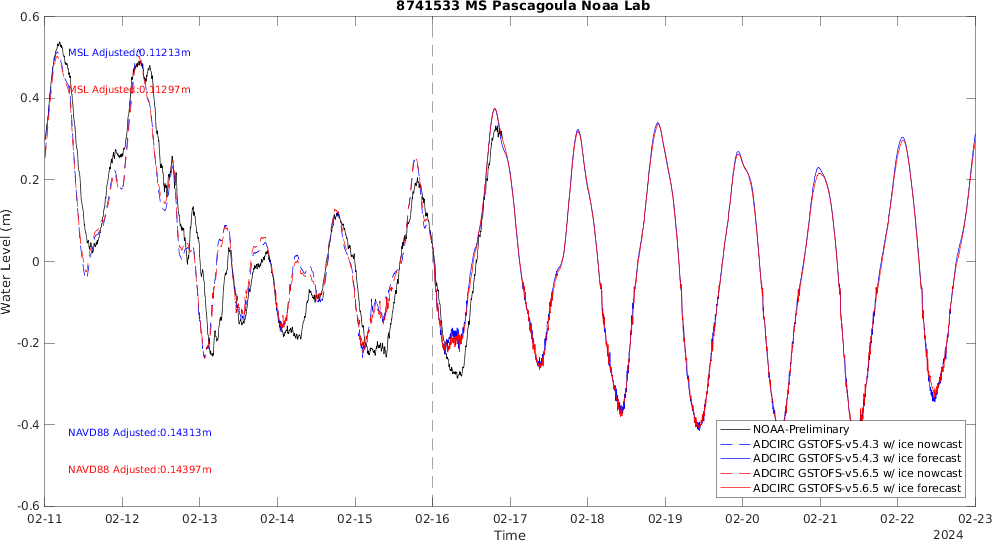 8741533 MS Pascagoula Noaa Lab
0.6
0.4
0.2
0
-0.2
-0.4
-0.6
Water Level (m)
MSL Adjusted:0.11213m
MSL Adjusted:0.11297m
NAVD88 Adjusted:0.14313m
NAVD88 Adjusted:0.14397m
NOAA-Preliminary
ADCIRC GSTOFS-v5.4.3 w/ ice nowcast
ADCIRC GSTOFS-v5.4.3 w/ ice forecast
ADCIRC GSTOFS-v5.6.5 w/ ice nowcast
ADCIRC GSTOFS-v5.6.5 w/ ice forecast
02-11 02-12 02-13 02-14 02-15 02-16 02-17 02-18 02-19 02-20 02-21 02-22 02-23
Time
2024